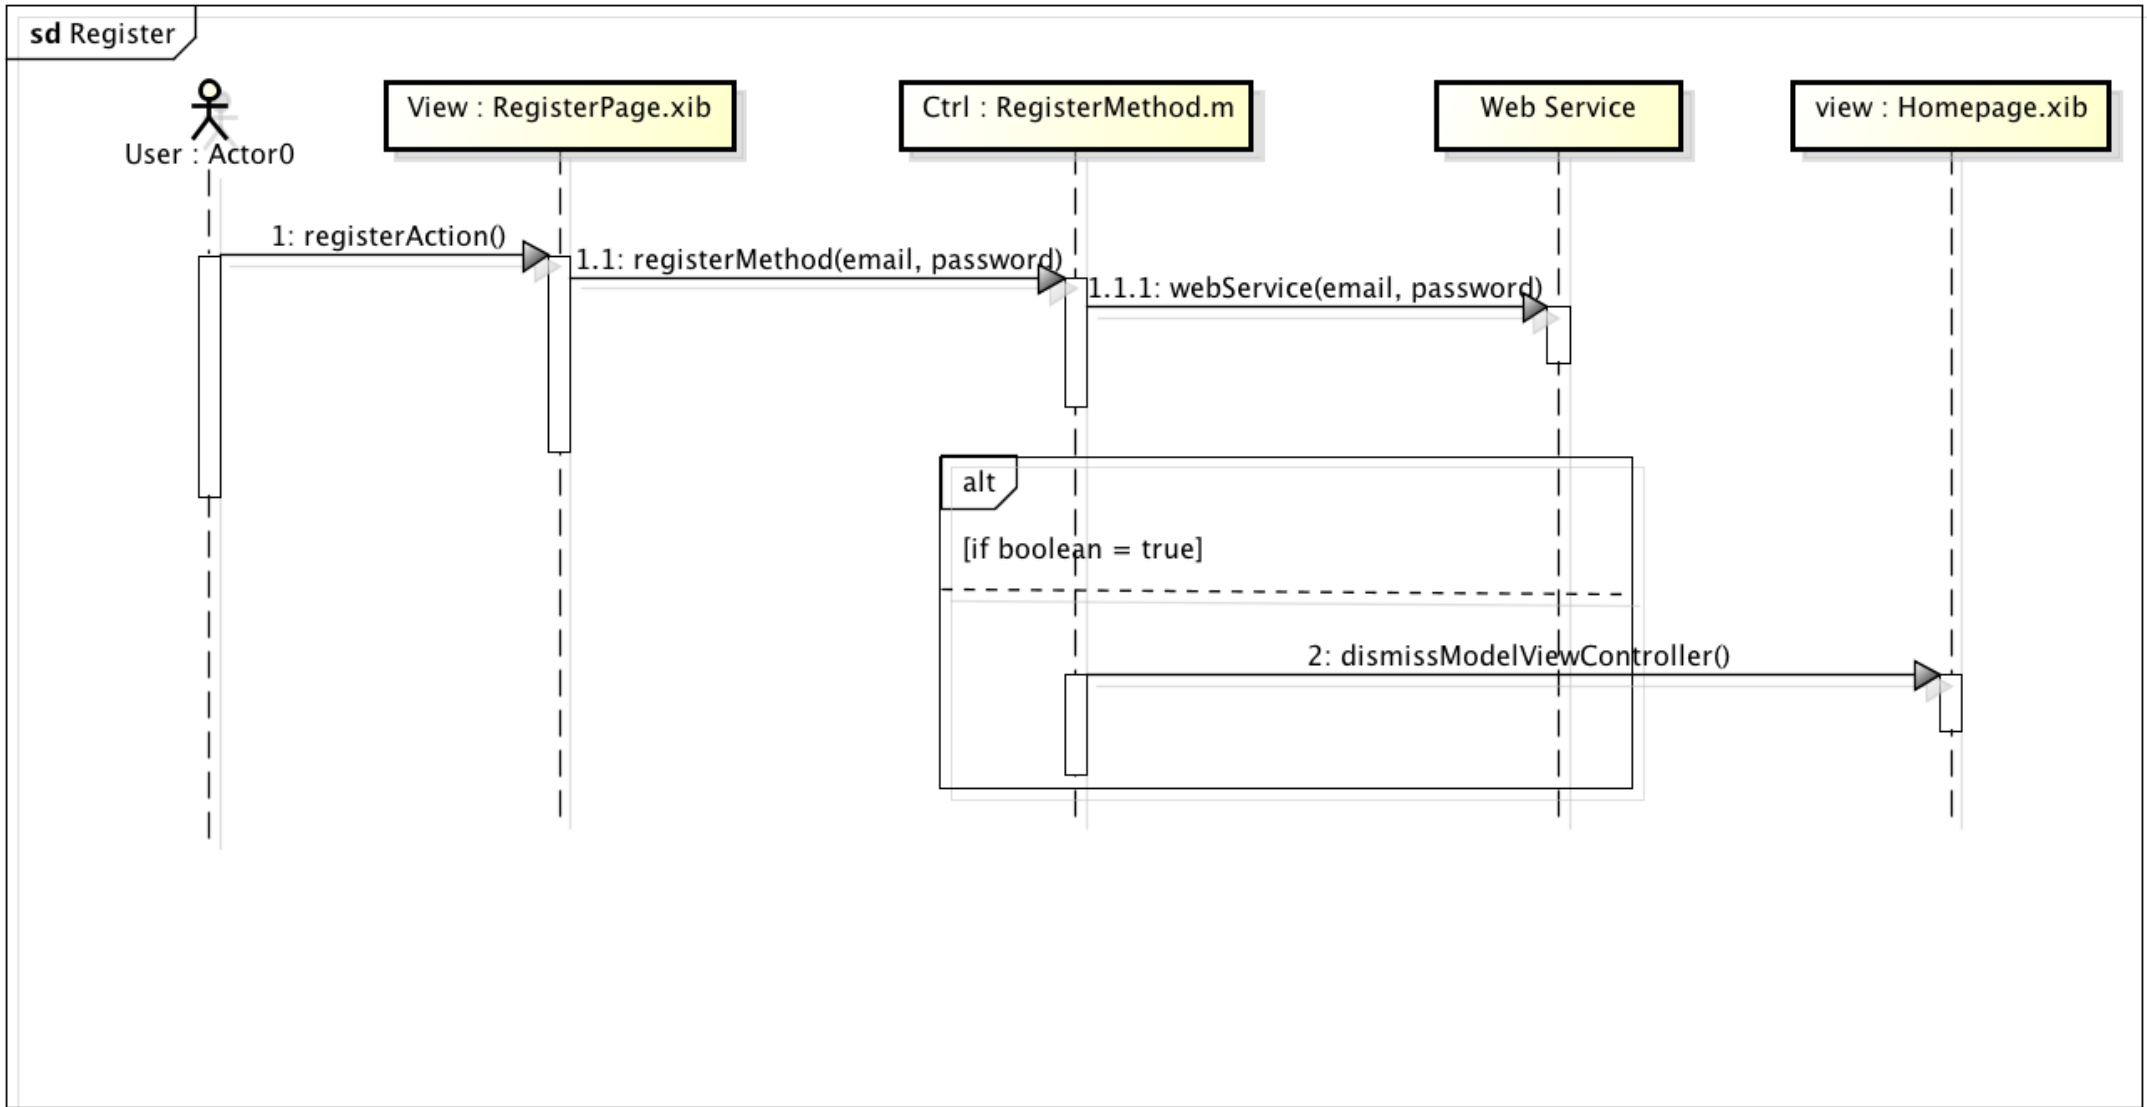 sd Register
User : Actor0
View : RegisterPage.xib
Ctrl : RegisterMethod.m
Web Service
view : Homepage.xib
1: registerAction()
1.1: registerMethod(email, password)
1.1.1: webService(email, password)
alt
[if boolean = true]
2: dismissModelViewController()